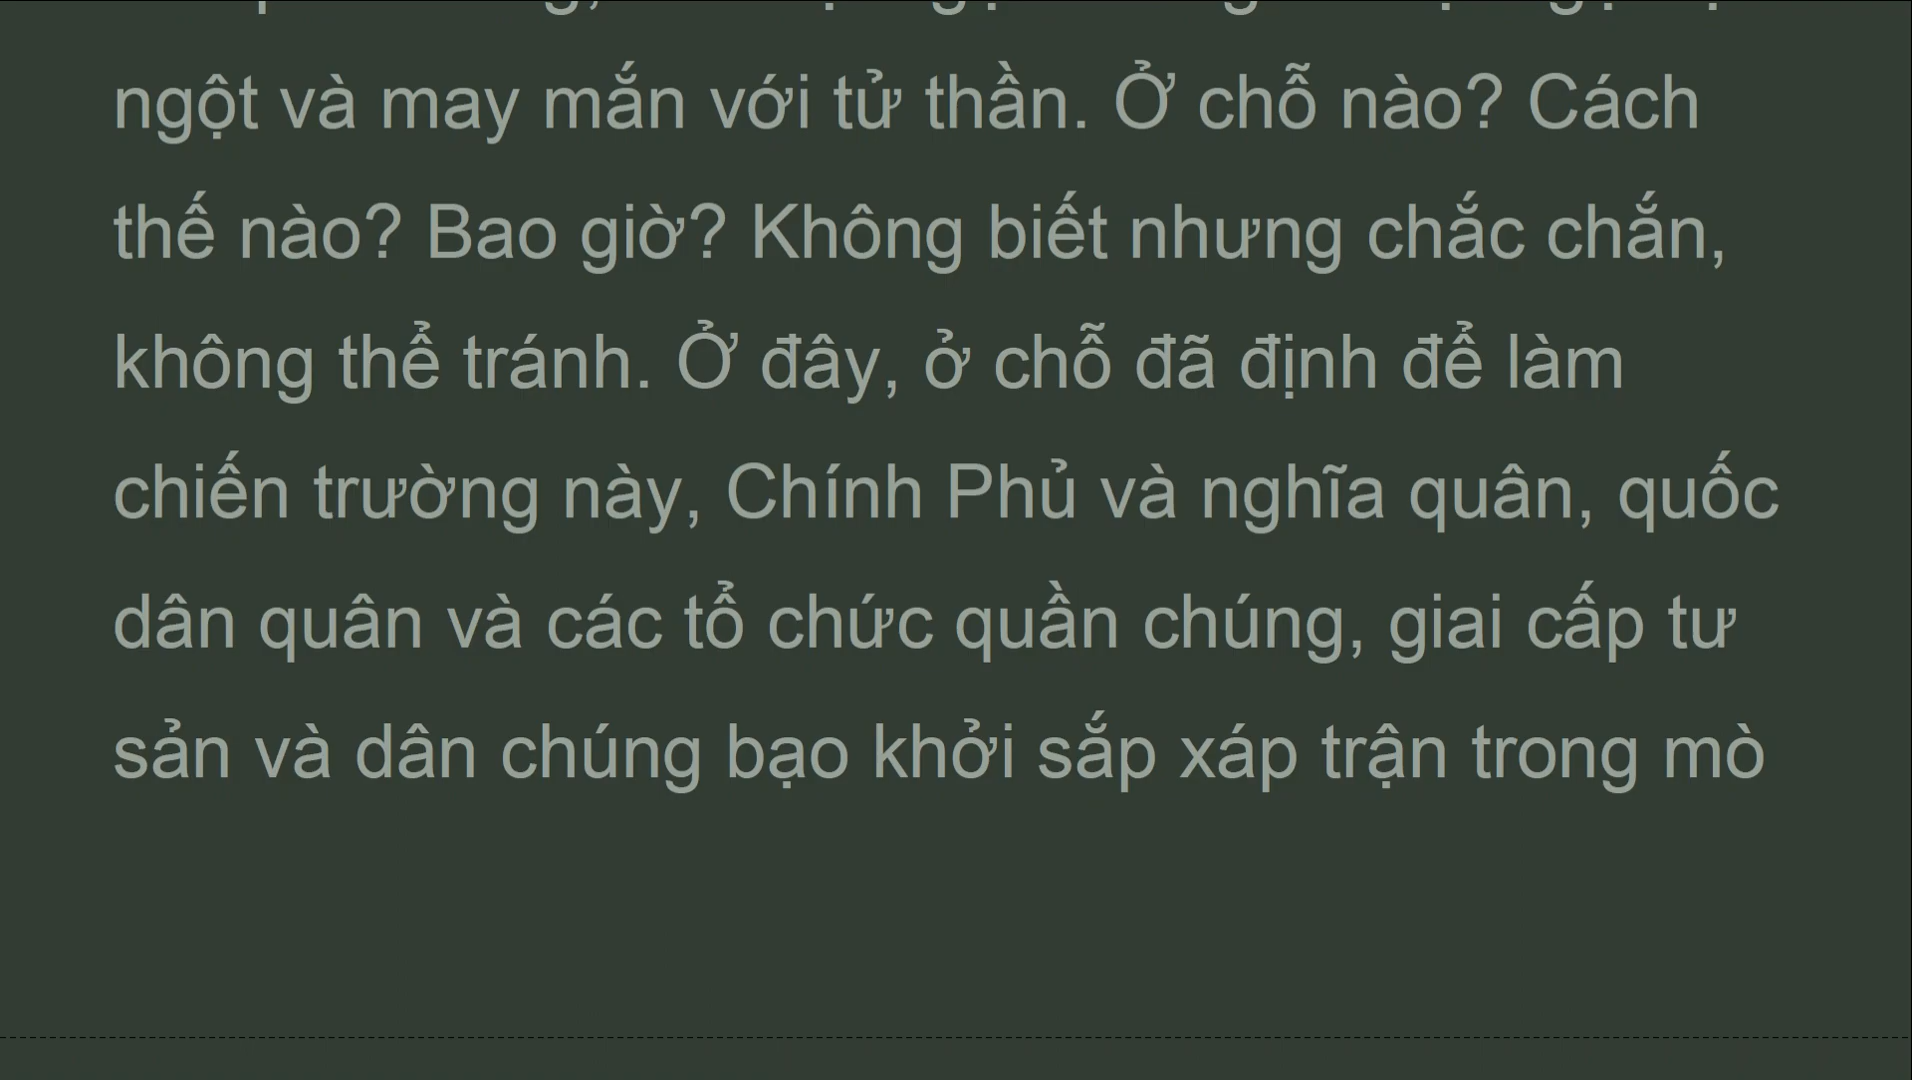 ngột và may mắn với tử thần. Ở chỗ nào? Cách
thế nào? Bao giờ? Không biết nhưng chắc chắn,
không thể tránh. Ở đây, ở chỗ đã định để làm
chiến trường này, Chính Phủ và nghĩa quân, quốc
dân quân và các tổ chức quần chúng, giai cấp tư
sản và dân chúng bạo khởi sắp xáp trận trong mò